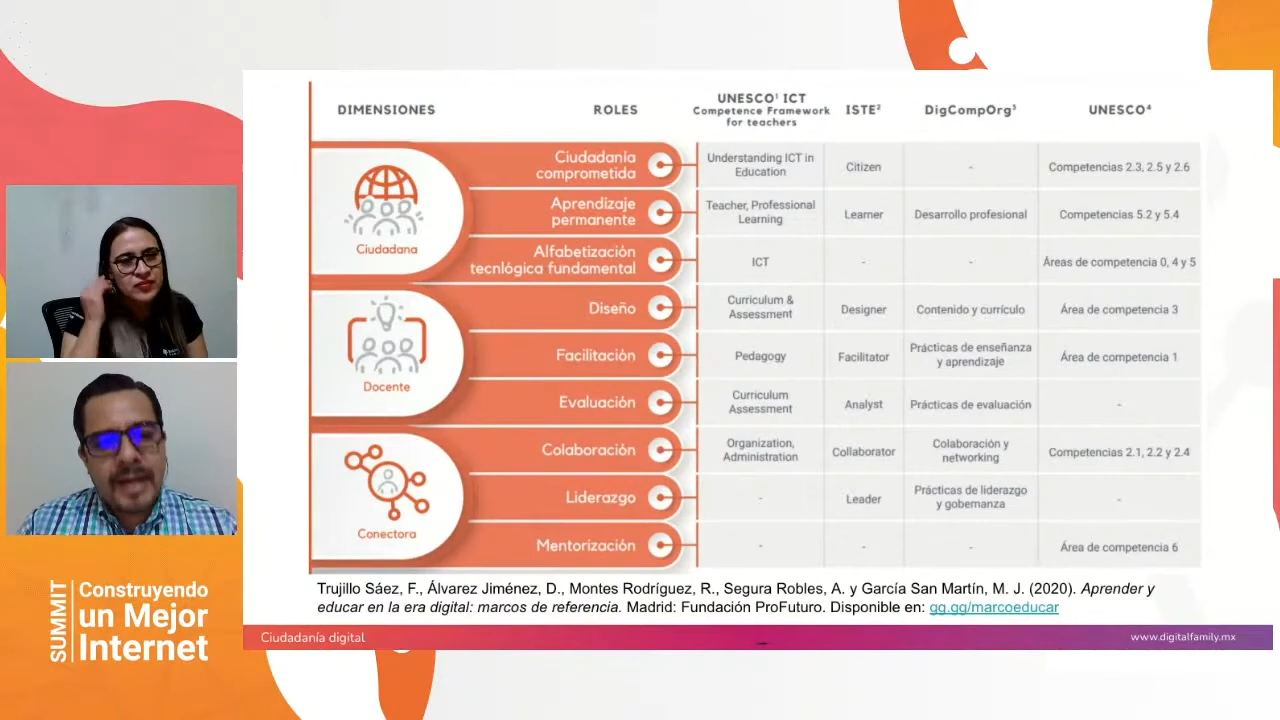 DIMENSIONES
ROLES
UNESCO¹ ICT
Competence Framework
for teachers
ISTE²
DigCompOrg³
UNESCO⁴
Ciudadana
Ciudadanía
comprometida
Understanding ICT in
Education
Citizen
-
Competencias 2.3, 2.5 y 2.6
Aprendizaje
permanente
Teacher, Professional
Learning
Learner
Desarrollo profesional
Competencias 5.2 y 5.4
Alfabetización
tecnlógica fundamental
ICT
-
-
Áreas de competencia 0, 4 y 5
Docente
Diseño
Curriculum &
Assessment
Designer
Contenido y currículo
Área de competencia 3
Facilitación
Pedagogy
Facilitator
Prácticas de enseñanza
y aprendizaje
Área de competencia 1
Evaluación
Curriculum
Assessment
Analyst
Prácticas de evaluación
-
Conectora
Colaboración
Organization,
Administration
Collaborator
Colaboración y
networking
Competencias 2.1, 2.2 y 2.4
Liderazgo
-
Leader
Prácticas de liderazgo
y gobernanza
-
Mentorización
-
-
-
Área de competencia 6
Trujillo Sáez, F., Álvarez Jiménez, D., Montes Rodríguez, R., Segura Robles, A. y García San Martín, M. J. (2020). Aprender y
educar en la era digital: marcos de referencia. Madrid: Fundación ProFuturo. Disponible en: gg.gg/marcoeducar
Ciudadanía digital
www.digitalfamily.mx
SUMMIT
Construyendo
un Mejor
Internet